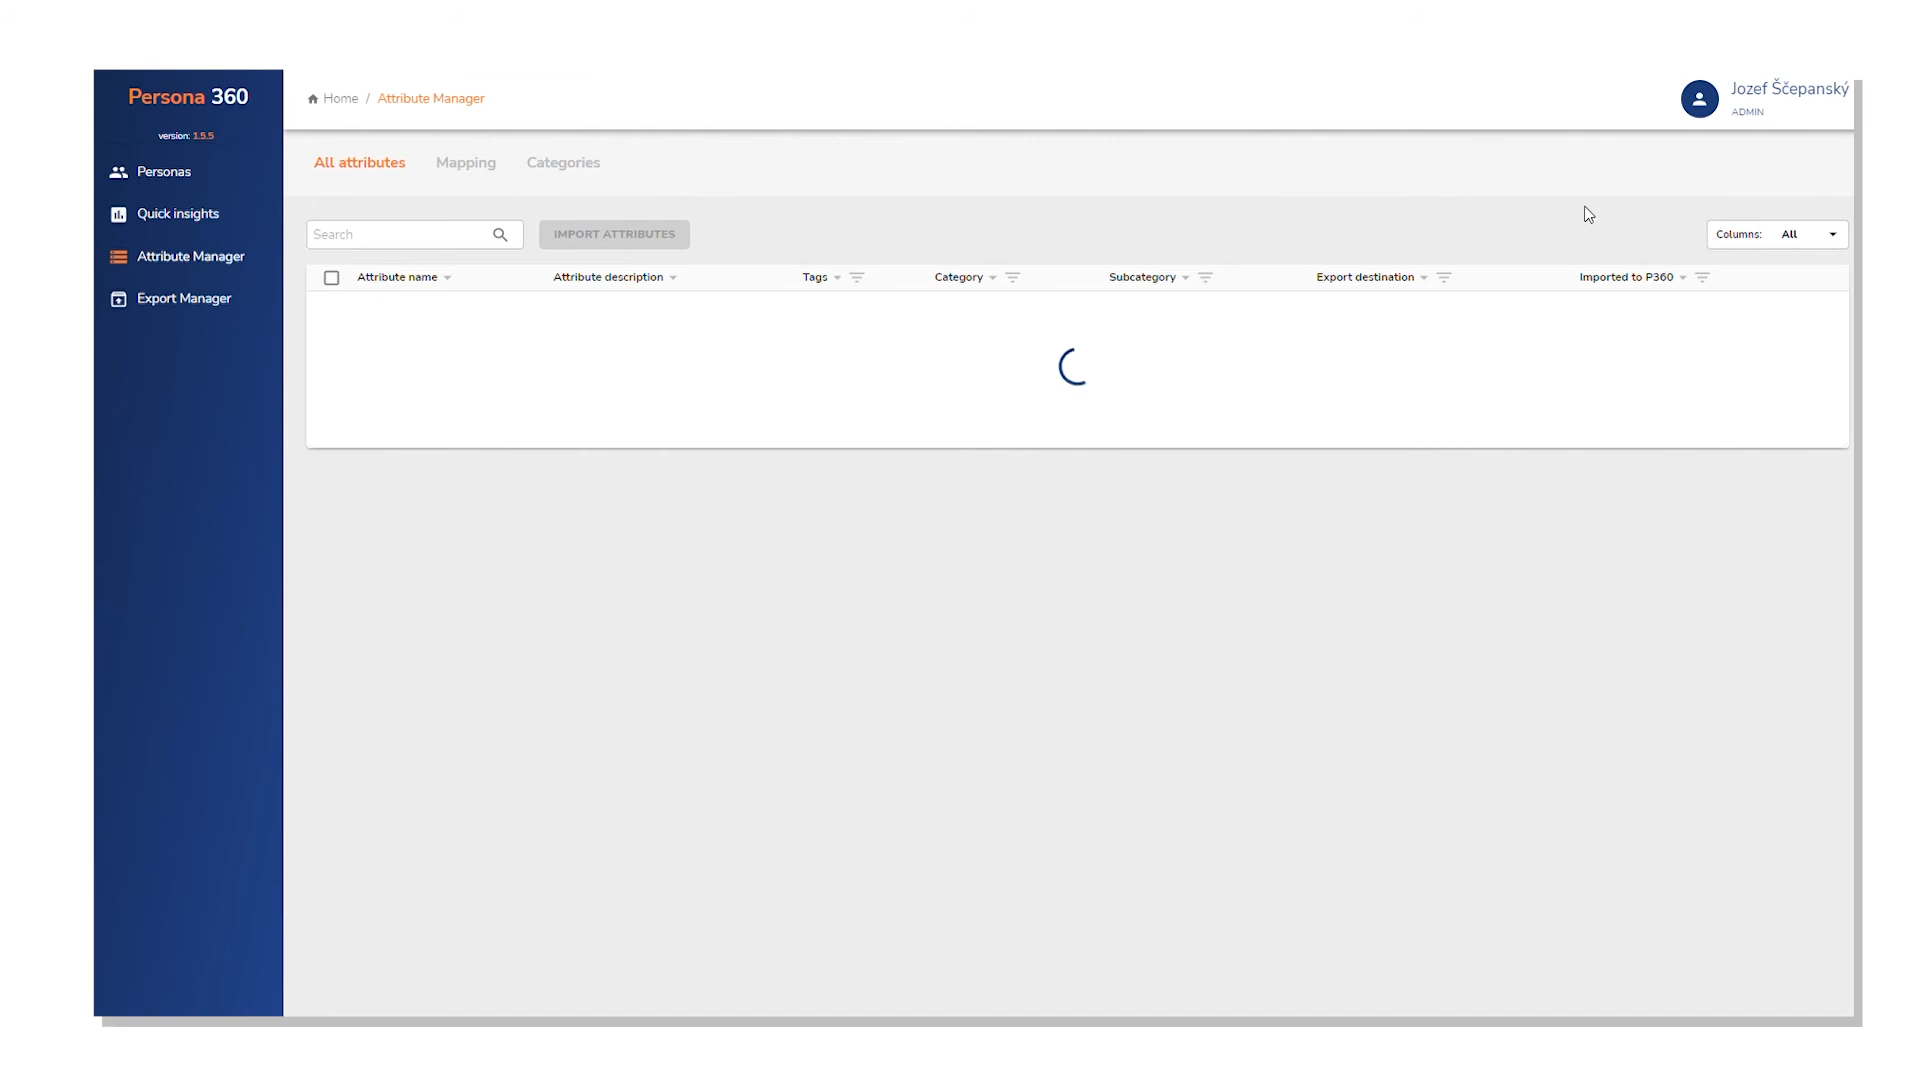 Persona 360
version: 1.5.5
Personas
Quick insights
Attribute Manager
Export Manager
Home / Attribute Manager
Jozef Ščepanský
ADMIN
All attributes Mapping Categories
Search
IMPORT ATTRIBUTES
Columns: All
Attribute name Attribute description Tags Category Subcategory Export destination Imported to P360